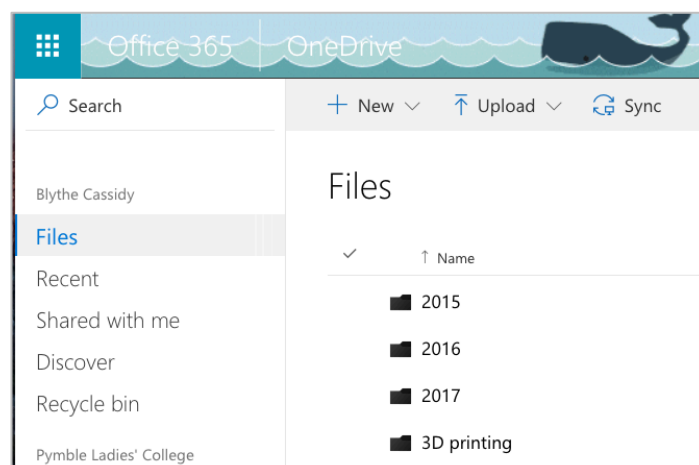 Office 365 OneDrive
Search
New Upload Sync
Blythe Cassidy
Files
Recent
Shared with me
Discover
Recycle bin
Pymble Ladies' College
Files
Name
2015
2016
2017
3D printing